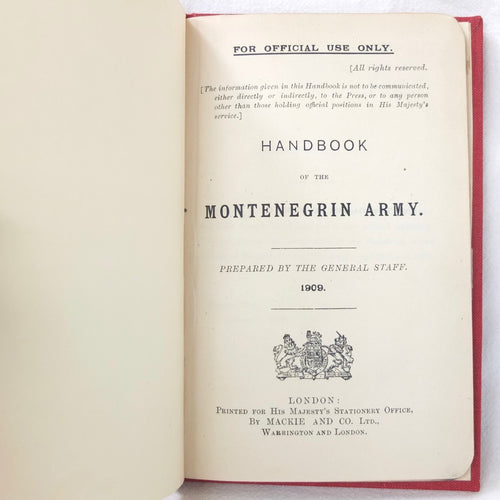 FOR OFFICIAL USE ONLY.
[All rights reserved.
[The information given in this Handbook is not to be communicated,
either directly or indirectly, to the Press, or to any person
other than those holding official positions in His Majesty's
service.]
HANDBOOK
OF THE
MONTENEGRIN ARMY.
PREPARED BY THE GENERAL STAFF.
1909.
LONDON:
PRINTED FOR HIS MAJESTY'S STATIONERY OFFICE,
BY MACKIE AND CO. LTD.,
WARRINGTON AND LONDON.